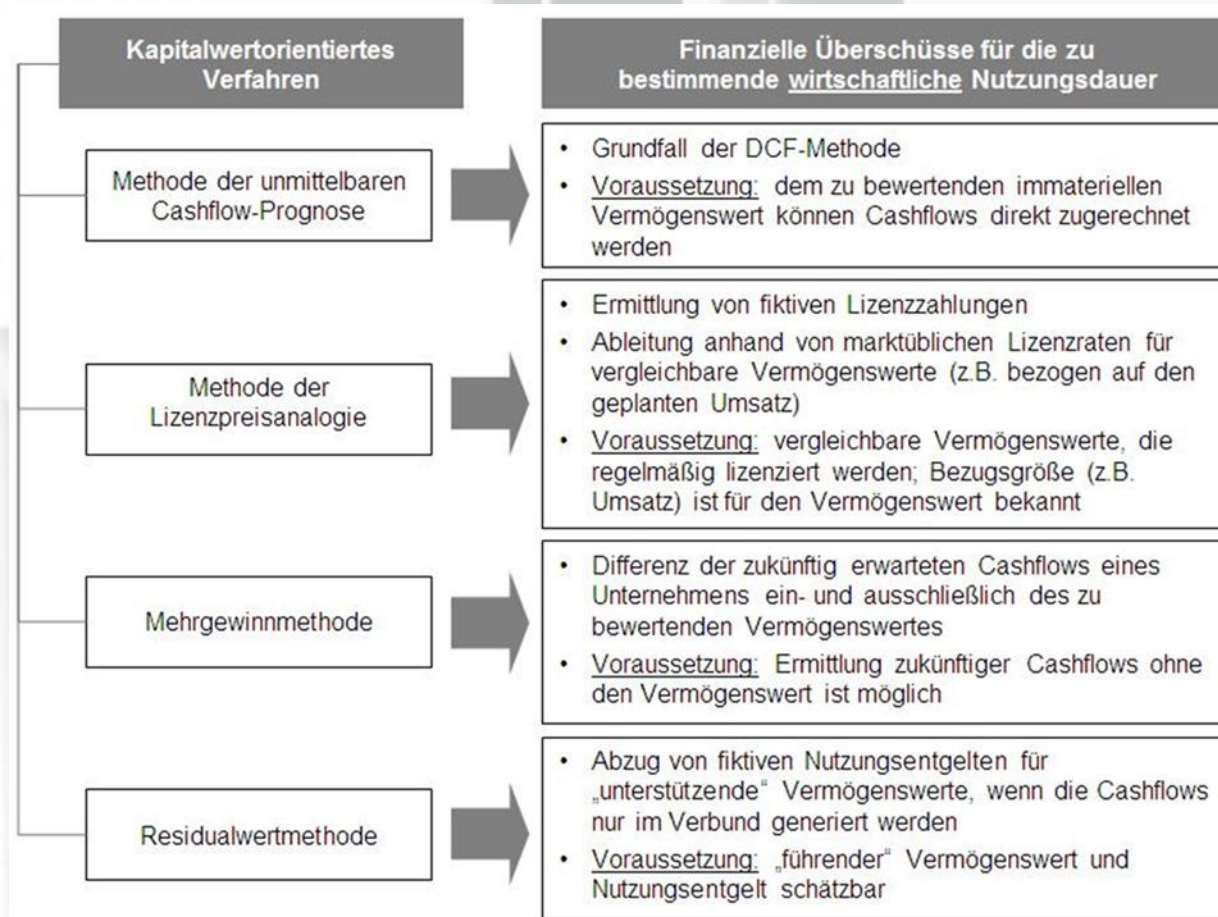 Kapitalwertorientiertes
Verfahren
Finanzielle Überschüsse für die zu
bestimmende wirtschaftliche Nutzungsdauer
Methode der unmittelbaren
Cashflow-Prognose
• Grundfall der DCF-Methode
• Voraussetzung: dem zu bewertenden immateriellen
Vermögenswert können Cashflows direkt zugerechnet
werden
Methode der
Lizenzpreisanalogie
• Ermittlung von fiktiven Lizenzzahlungen
• Ableitung anhand von marktüblichen Lizenzraten für
vergleichbare Vermögenswerte (z.B. bezogen auf den
geplanten Umsatz)
• Voraussetzung: vergleichbare Vermögenswerte, die
regelmäßig lizenziert werden; Bezugsgröße (z.B.
Umsatz) ist für den Vermögenswert bekannt
Mehrgewinnmethode
• Differenz der zukünftig erwarteten Cashflows eines
Unternehmens ein- und ausschließlich des zu
bewertenden Vermögenswertes
• Voraussetzung: Ermittlung zukünftiger Cashflows ohne
den Vermögenswert ist möglich
Residualwertmethode
• Abzug von fiktiven Nutzungsentgelten für
„unterstützende“ Vermögenswerte, wenn die Cashflows
nur im Verbund generiert werden
• Voraussetzung: „führender“ Vermögenswert und
Nutzungsentgelt schätzbar